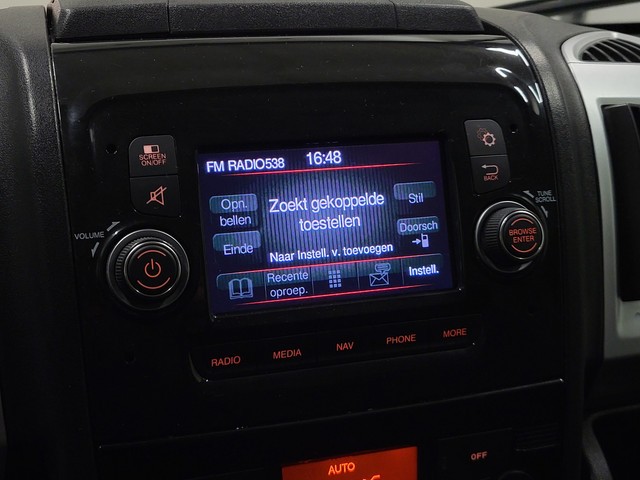 SCREEN
ON/OFF
FM RADIO538 16:48
BACK
Opn.
bellen
Zoekt gekoppelde
toestellen
Stil
VOLUME
TUNE
SCROLL
Einde
Naar Instell. v. toevoegen
Doorsch
BROWSE
ENTER
Recente
oproep.
Instell.
RADIO MEDIA NAV PHONE MORE
AUTO
OFF